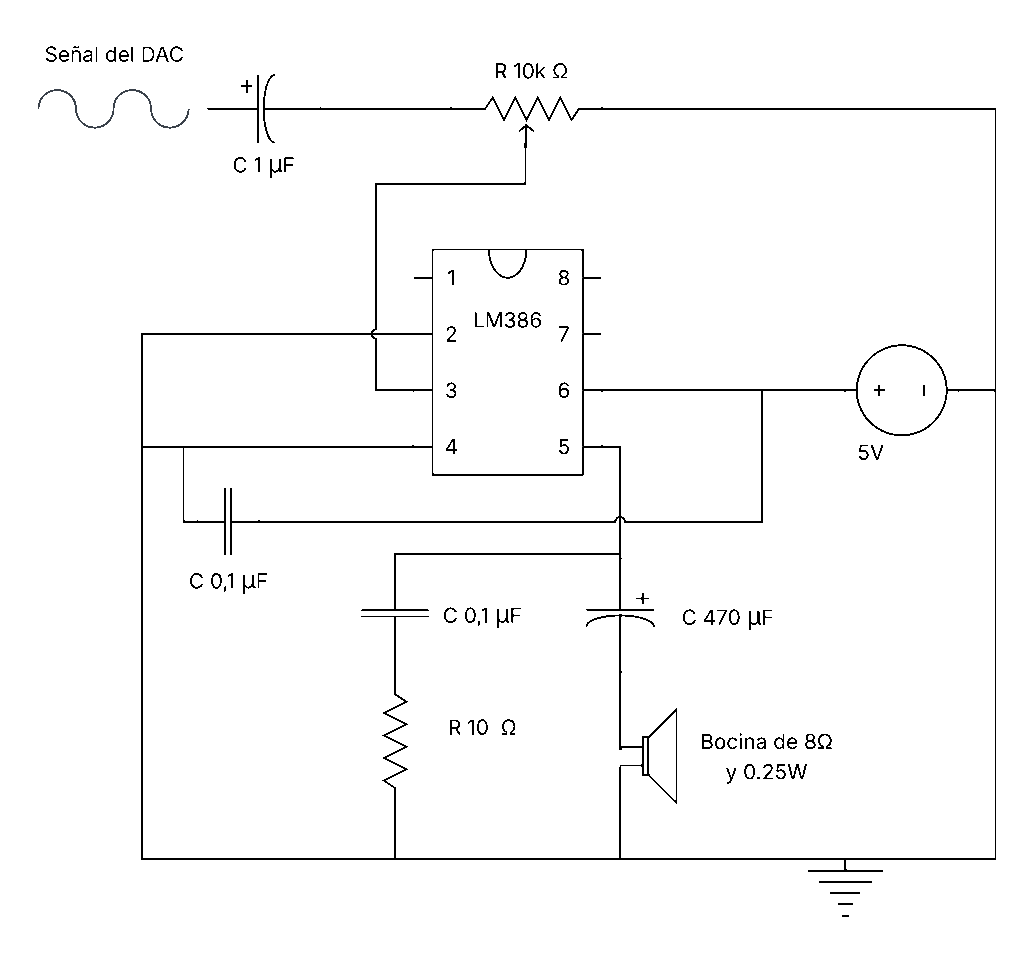 Señal del DAC
R 10k Ω
+
C 1 µF
1
8
LM386
2
7
3
6
+ -
4
5
5V
C 0,1 µF
+
C 0,1 µF
C 470 µF
R 10 Ω
Bocina de 8Ω
y 0.25W